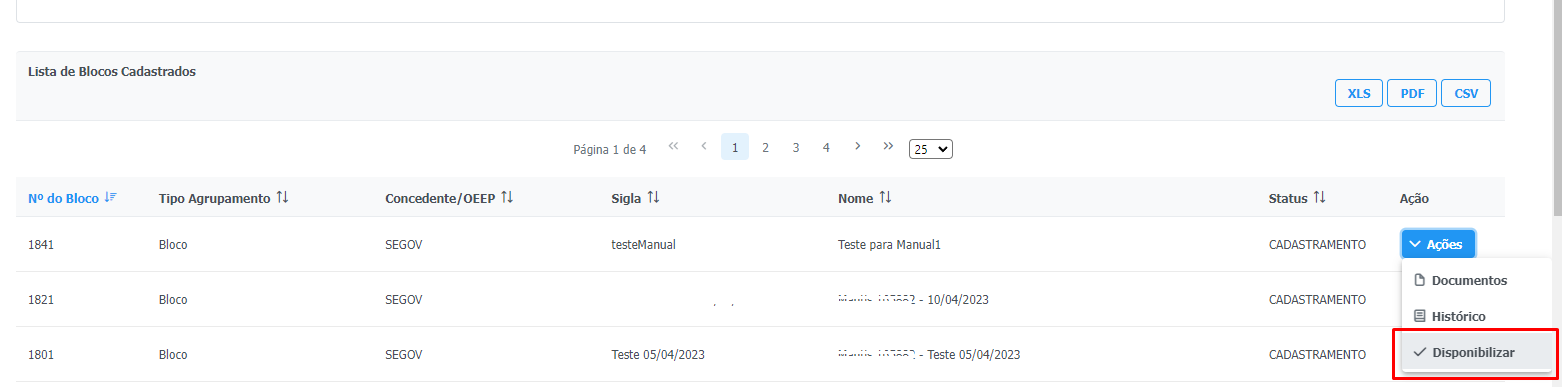 Lista de Blocos Cadastrados
XLS PDF CSV
Página 1 de 4 1 2 3 4 25
Nº do Bloco Tipo Agrupamento Concedente/OEEP Sigla Nome Status Ação
1841 Bloco SEGOV testeManual Teste para Manual1 CADASTRAMENTO Ações
Documentos
1821 Bloco SEGOV - 10/04/2023 CADASTRAMENTO
Histórico
1801 Bloco SEGOV Teste 05/04/2023 - Teste 05/04/2023 CADASTRAMENTO
Disponibilizar